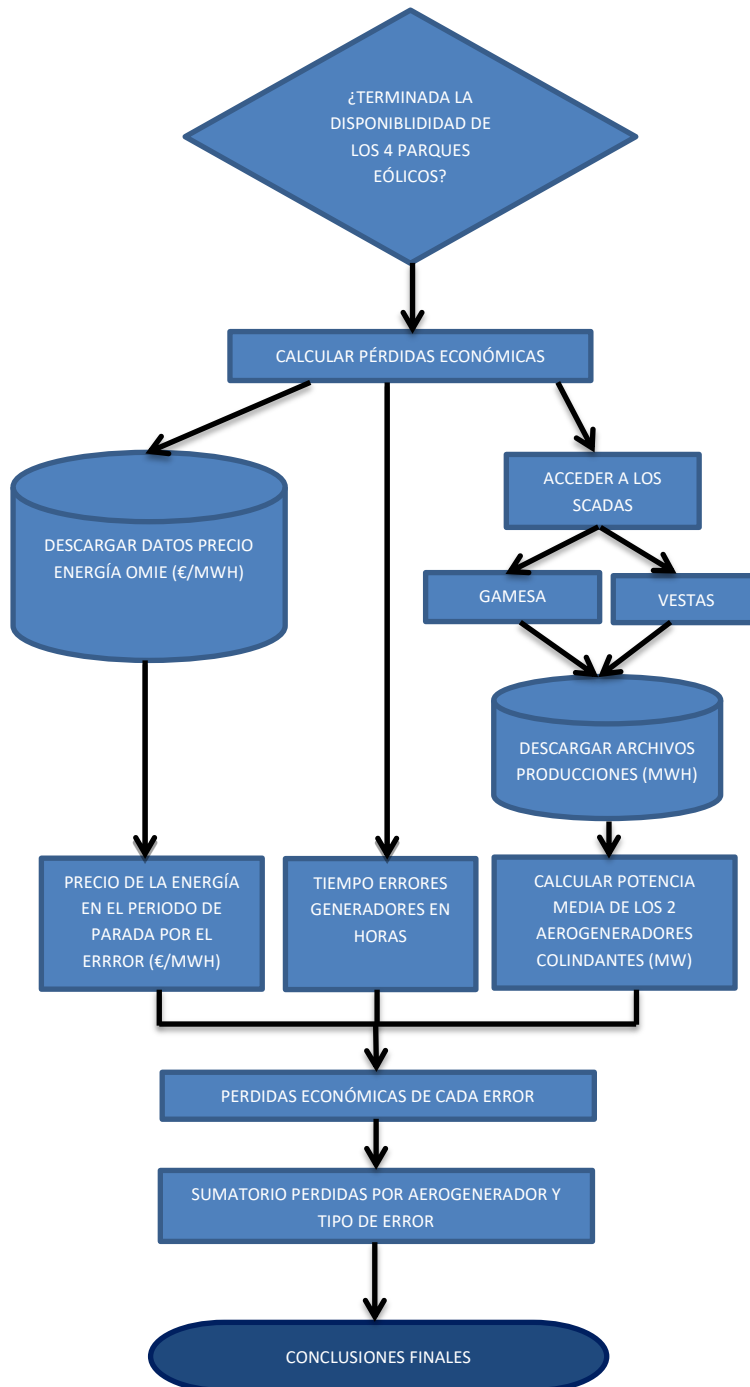 ¿TERMINADA LA
DISPONIBLIDIDAD DE
LOS 4 PARQUES
EÓLICOS?
CALCULAR PÉRDIDAS ECONÓMICAS
DESCARGAR DATOS PRECIO
ENERGÍA OMIE (€/MWH)
ACCEDER A LOS
SCADAS
GAMESA
VESTAS
DESCARGAR ARCHIVOS
PRODUCCIONES (MWH)
PRECIO DE LA ENERGÍA
EN EL PERIODO DE
PARADA POR EL
ERRROR (€/MWH)
TIEMPO ERRORES
GENERADORES EN
HORAS
CALCULAR POTENCIA
MEDIA DE LOS 2
AEROGENERADORES
COLINDANTES (MW)
PERDIDAS ECONÓMICAS DE CADA ERROR
SUMATORIO PERDIDAS POR AEROGENERADOR Y
TIPO DE ERROR
CONCLUSIONES FINALES